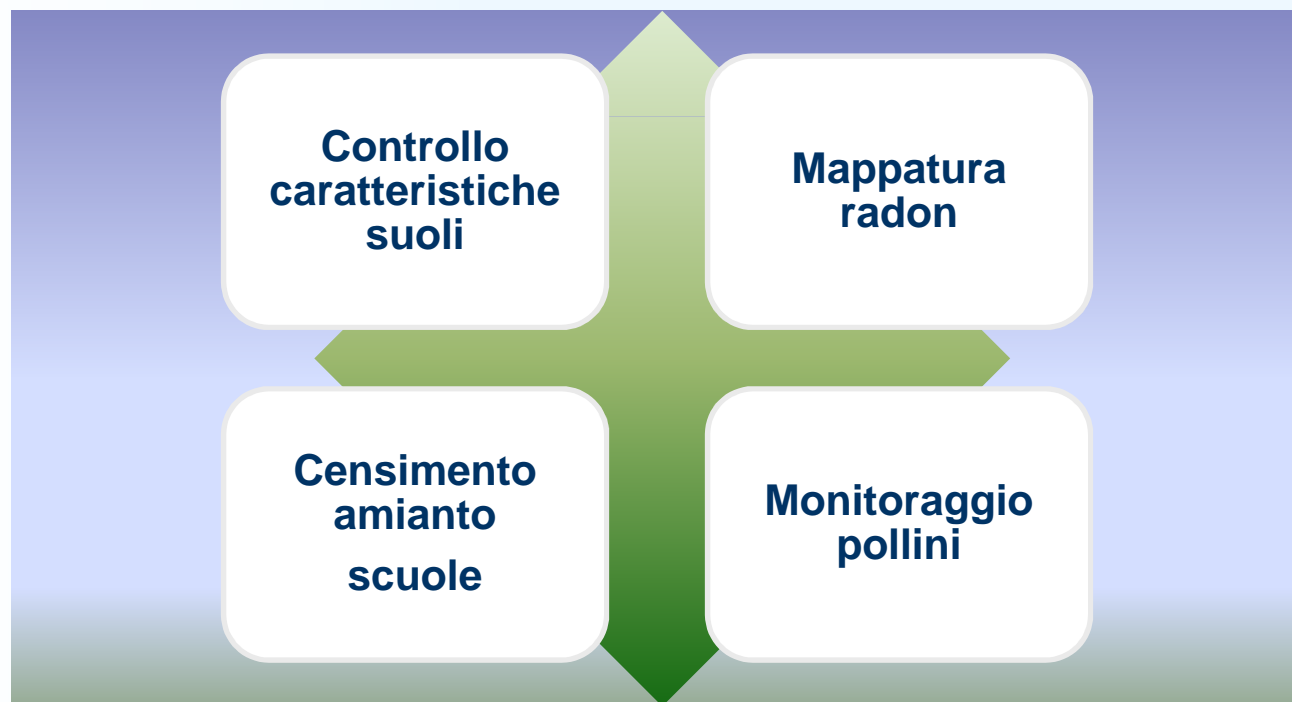 Controllo
caratteristiche
suoli
Mappatura
radon
Censimento
amianto
scuole
Monitoraggio
pollini